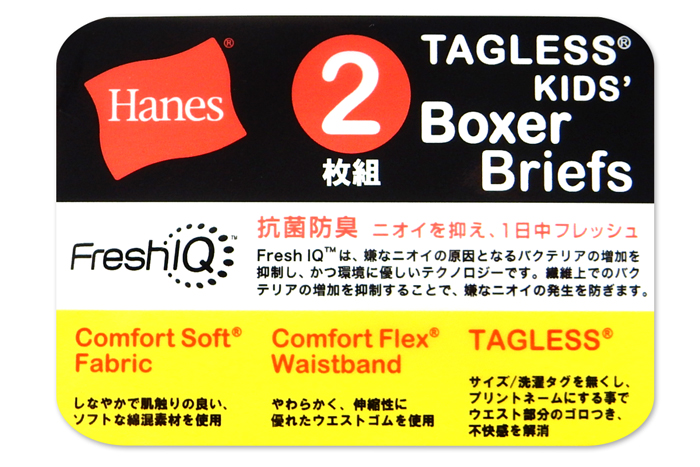 Hanes®
2
枚組
TAGLESS®
KIDS'
Boxer
Briefs
Fresh IQ™
抗菌防臭 ニオイを抑え、1日中フレッシュ
Fresh IQ™は、嫌なニオイの原因となるバクテリアの増加を
抑制し、かつ環境に優しいテクノロジーです。繊維上でのバク
テリアの増加を抑制することで、嫌なニオイの発生を防ぎます。
Comfort Soft®
Fabric
しなやかで肌触りの良い、
ソフトな綿混素材を使用
Comfort Flex®
Waistband
やわらかく、伸縮性に
優れたウエストゴムを使用
TAGLESS®
サイズ/洗濯タグを無くし、
プリントネームにする事で
ウエスト部分のゴロつき、
不快感を解消